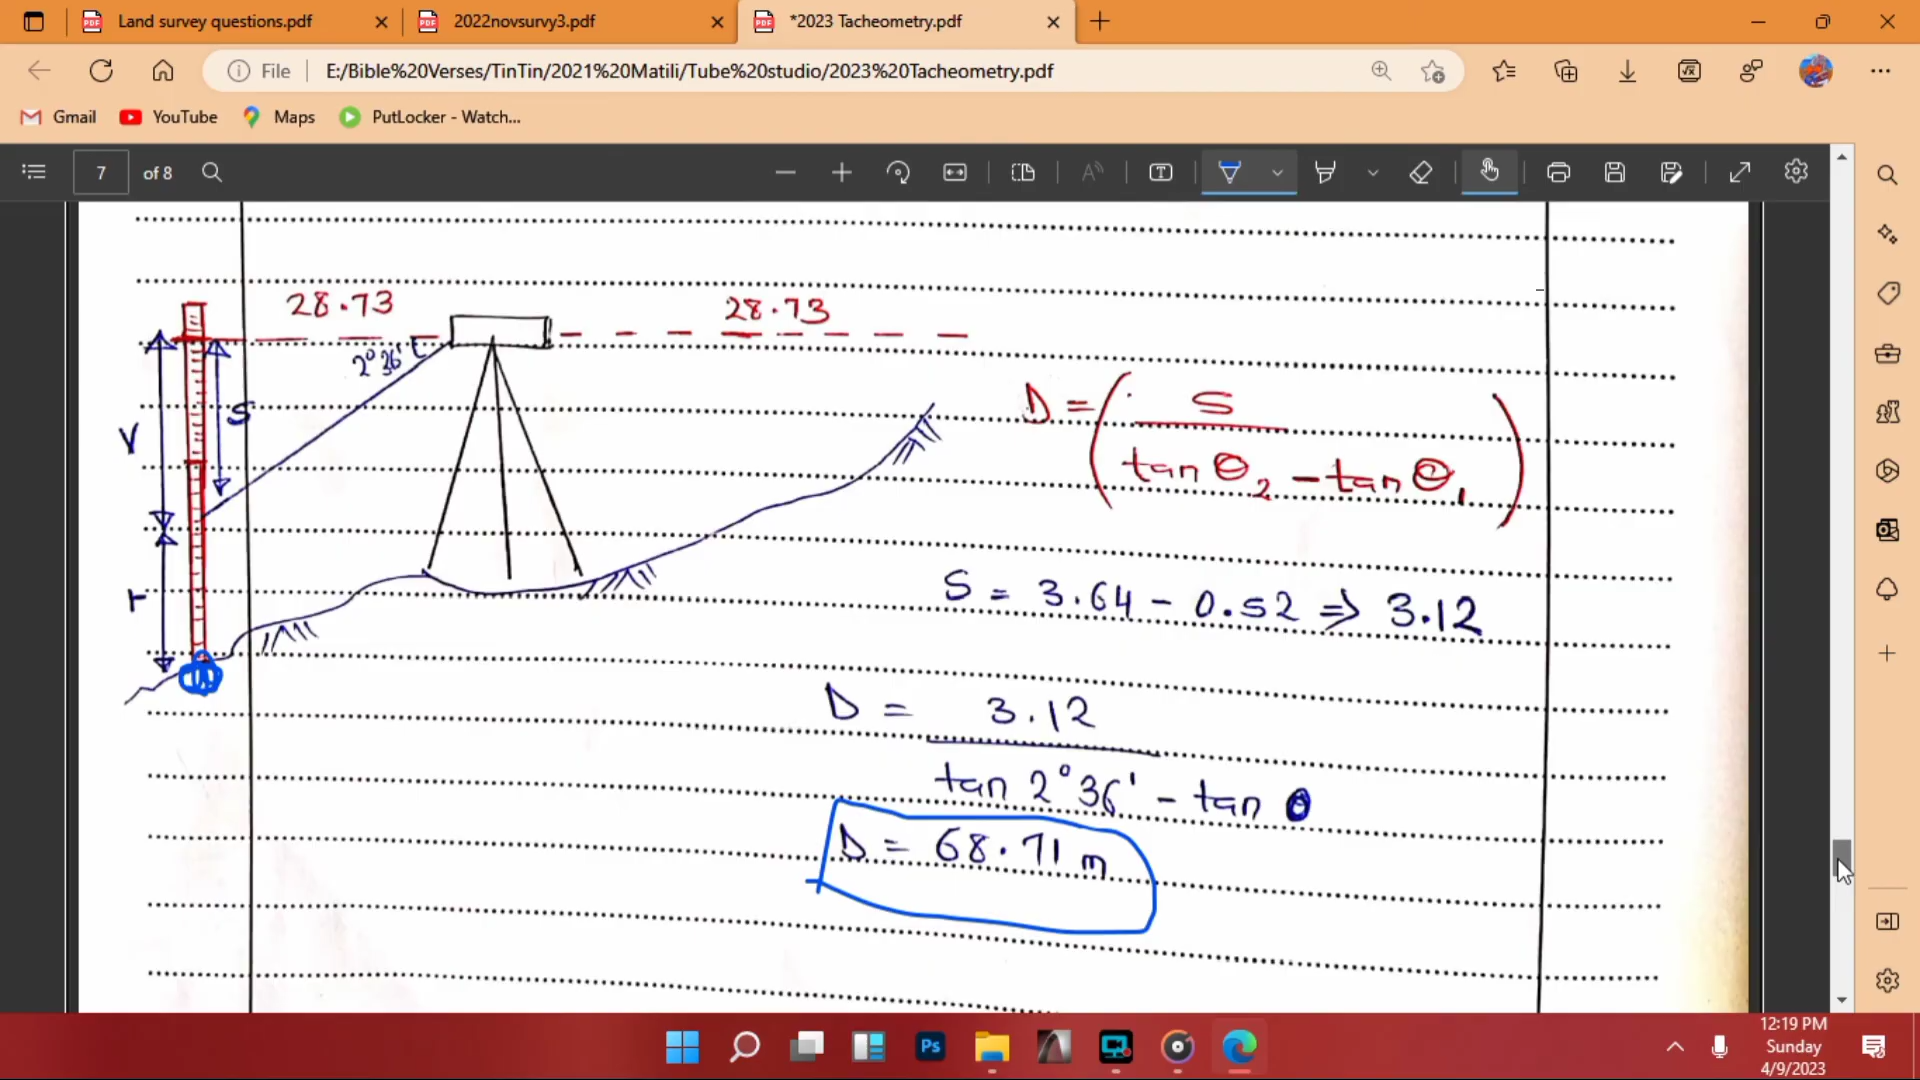 Land survey questions.pdf
2022novsurvy3.pdf
*2023 Tacheometry.pdf
File
E:/Bible%20Verses/TinTin/2021%20Matili/Tube%20studio/2023%20Tacheometry.pdf
Gmail
YouTube
Maps
PutLocker - Watch...
7 of 8
28.73
28.73
2°36'
S
V
r
D = ( S / tan θ2 - tan θ1 )
S = 3.64 - 0.52 => 3.12
D = 3.12
tan 2°36' - tan 0
D = 68.71 m
Ps
12:19 PM
Sunday
4/9/2023